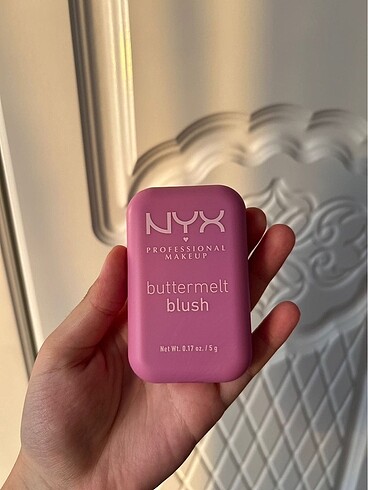 NYX
PROFESSIONAL
MAKEUP
buttermelt
blush
Net Wt. 0.17 oz. / 5 g